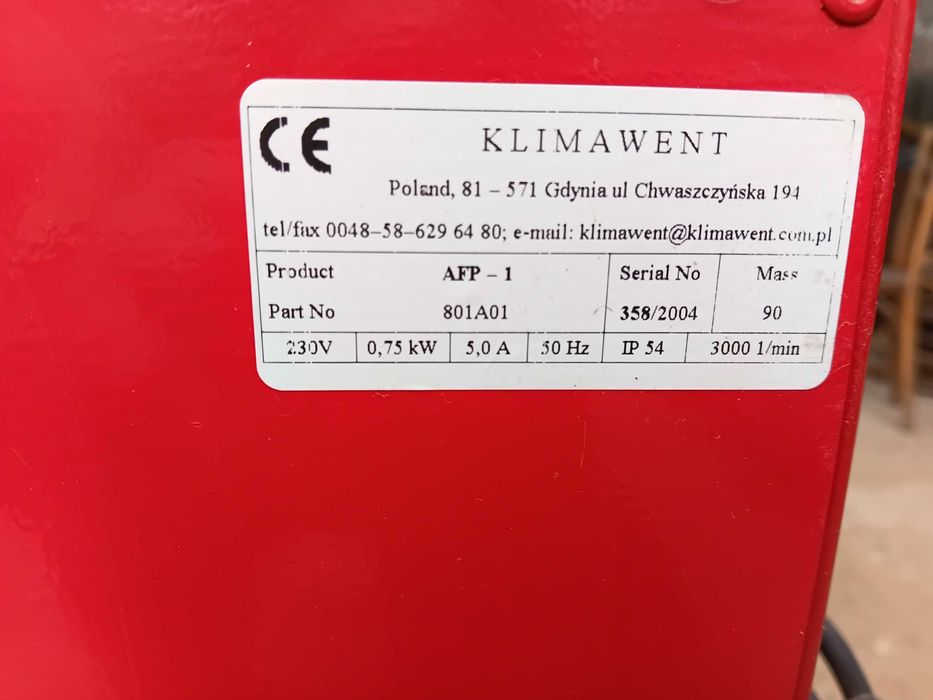 CE KLIMAWENT
Poland, 81 – 571 Gdynia ul Chwaszczyńska 194
tel/fax 0048–58–629 64 80; e-mail: klimawent@klimawent.com.pl
Product AFP – 1 Serial No Mass
Part No 801A01 358/2004 90
230V 0,75 kW 5,0 A 50 Hz IP 54 3000 1/min